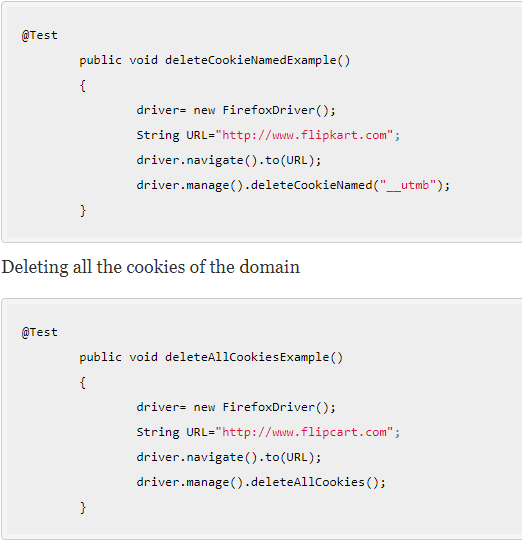 @Test
public void deleteCookieNamedExample()
{
driver= new FirefoxDriver();
String URL="http://www.flipkart.com";
driver.navigate().to(URL);
driver.manage().deleteCookieNamed("__utmb");
}
Deleting all the cookies of the domain
@Test
public void deleteAllCookiesExample()
{
driver= new FirefoxDriver();
String URL="http://www.flipcart.com";
driver.navigate().to(URL);
driver.manage().deleteAllCookies();
}